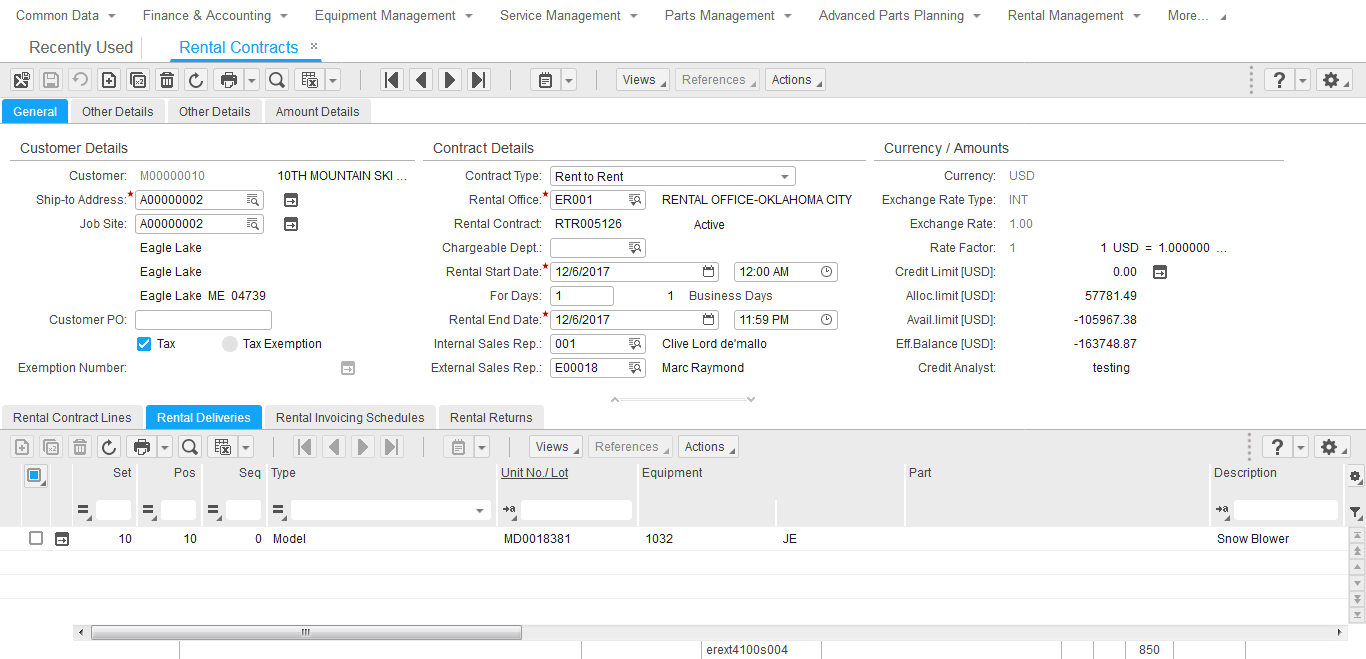 Common Data Finance & Accounting Equipment Management Service Management Parts Management Advanced Parts Planning Rental Management More...
Recently Used Rental Contracts ×
Views References Actions ?
General Other Details Other Details Amount Details
Customer Details Contract Details Currency / Amounts
Customer: M00000010 10TH MOUNTAIN SKI ... Contract Type: Rent to Rent Currency: USD
Ship-to Address:* A00000002 Rental Office:* ER001 RENTAL OFFICE-OKLAHOMA CITY Exchange Rate Type: INT
Job Site: A00000002 Rental Contract: RTR005126 Active Exchange Rate: 1.00
Eagle Lake Chargeable Dept.: Rate Factor: 1 1 USD = 1.000000 ...
Eagle Lake Rental Start Date:* 12/6/2017 12:00 AM Credit Limit [USD]: 0.00
Eagle Lake ME 04739 For Days: 1 1 Business Days Alloc.limit [USD]: 57781.49
Customer PO: Rental End Date:* 12/6/2017 11:59 PM Avail.limit [USD]: -105967.38
Tax Tax Exemption Internal Sales Rep.: 001 Clive Lord de'mallo Eff.Balance [USD]: -163748.87
Exemption Number: External Sales Rep.: E00018 Marc Raymond Credit Analyst: testing
Rental Contract Lines Rental Deliveries Rental Invoicing Schedules Rental Returns
Views References Actions ?
Set Pos Seq Type Unit No./ Lot Equipment Part Description
10 10 0 Model MD0018381 1032 JE Snow Blower
erext4100s004 850